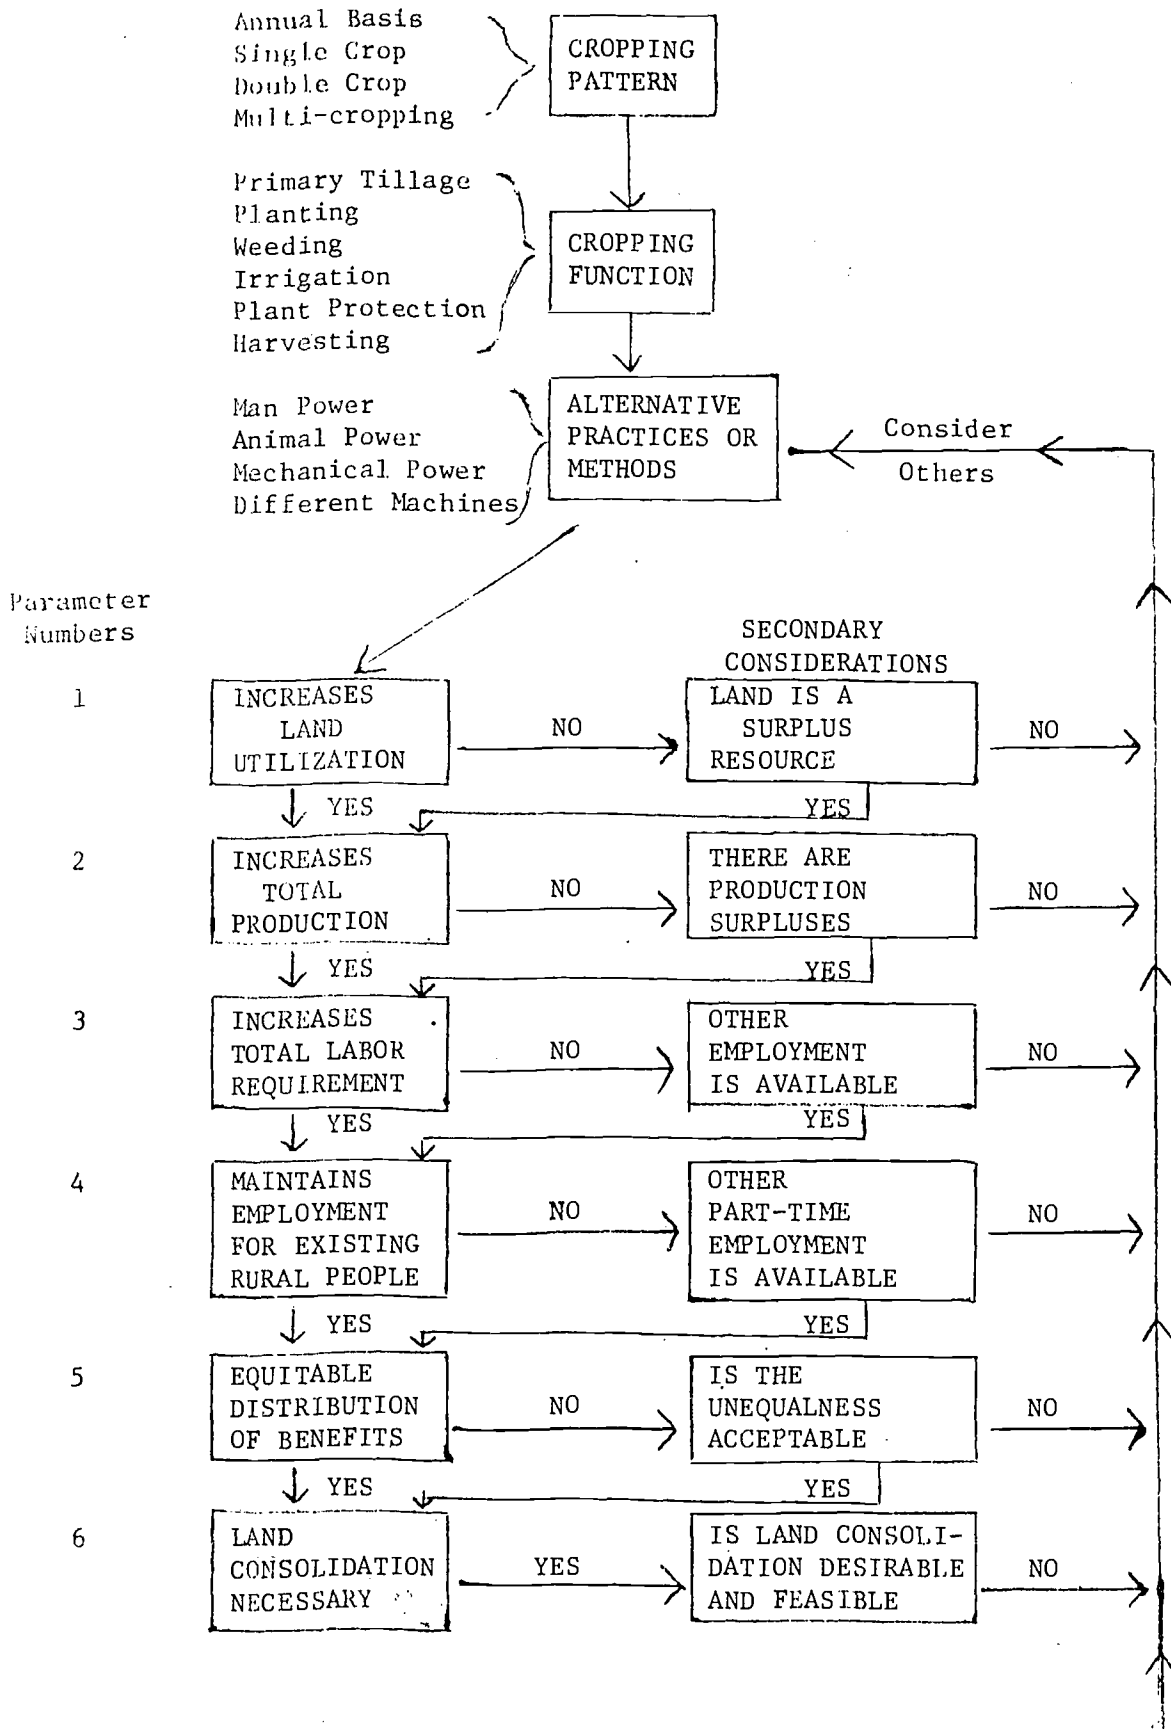 Annual Basis
Single Crop
Double Crop
Multi-cropping
CROPPING
PATTERN
Primary Tillage
Planting
Weeding
Irrigation
Plant Protection
Harvesting
CROPPING
FUNCTION
Man Power
Animal Power
Mechanical Power
Different Machines
ALTERNATIVE
PRACTICES OR
METHODS
Consider
Others
Parameter
Numbers
SECONDARY
CONSIDERATIONS
1
INCREASES
LAND
UTILIZATION
NO
LAND IS A
SURPLUS
RESOURCE
NO
YES
YES
2
INCREASES
TOTAL
PRODUCTION
NO
THERE ARE
PRODUCTION
SURPLUSES
NO
YES
YES
3
INCREASES
TOTAL LABOR
REQUIREMENT
NO
OTHER
EMPLOYMENT
IS AVAILABLE
NO
YES
YES
4
MAINTAINS
EMPLOYMENT
FOR EXISTING
RURAL PEOPLE
NO
OTHER
PART-TIME
EMPLOYMENT
IS AVAILABLE
NO
YES
YES
5
EQUITABLE
DISTRIBUTION
OF BENEFITS
NO
IS THE
UNEQUALNESS
ACCEPTABLE
NO
YES
YES
6
LAND
CONSOLIDATION
NECESSARY
YES
IS LAND CONSOLI-
DATION DESIRABLE
AND FEASIBLE
NO